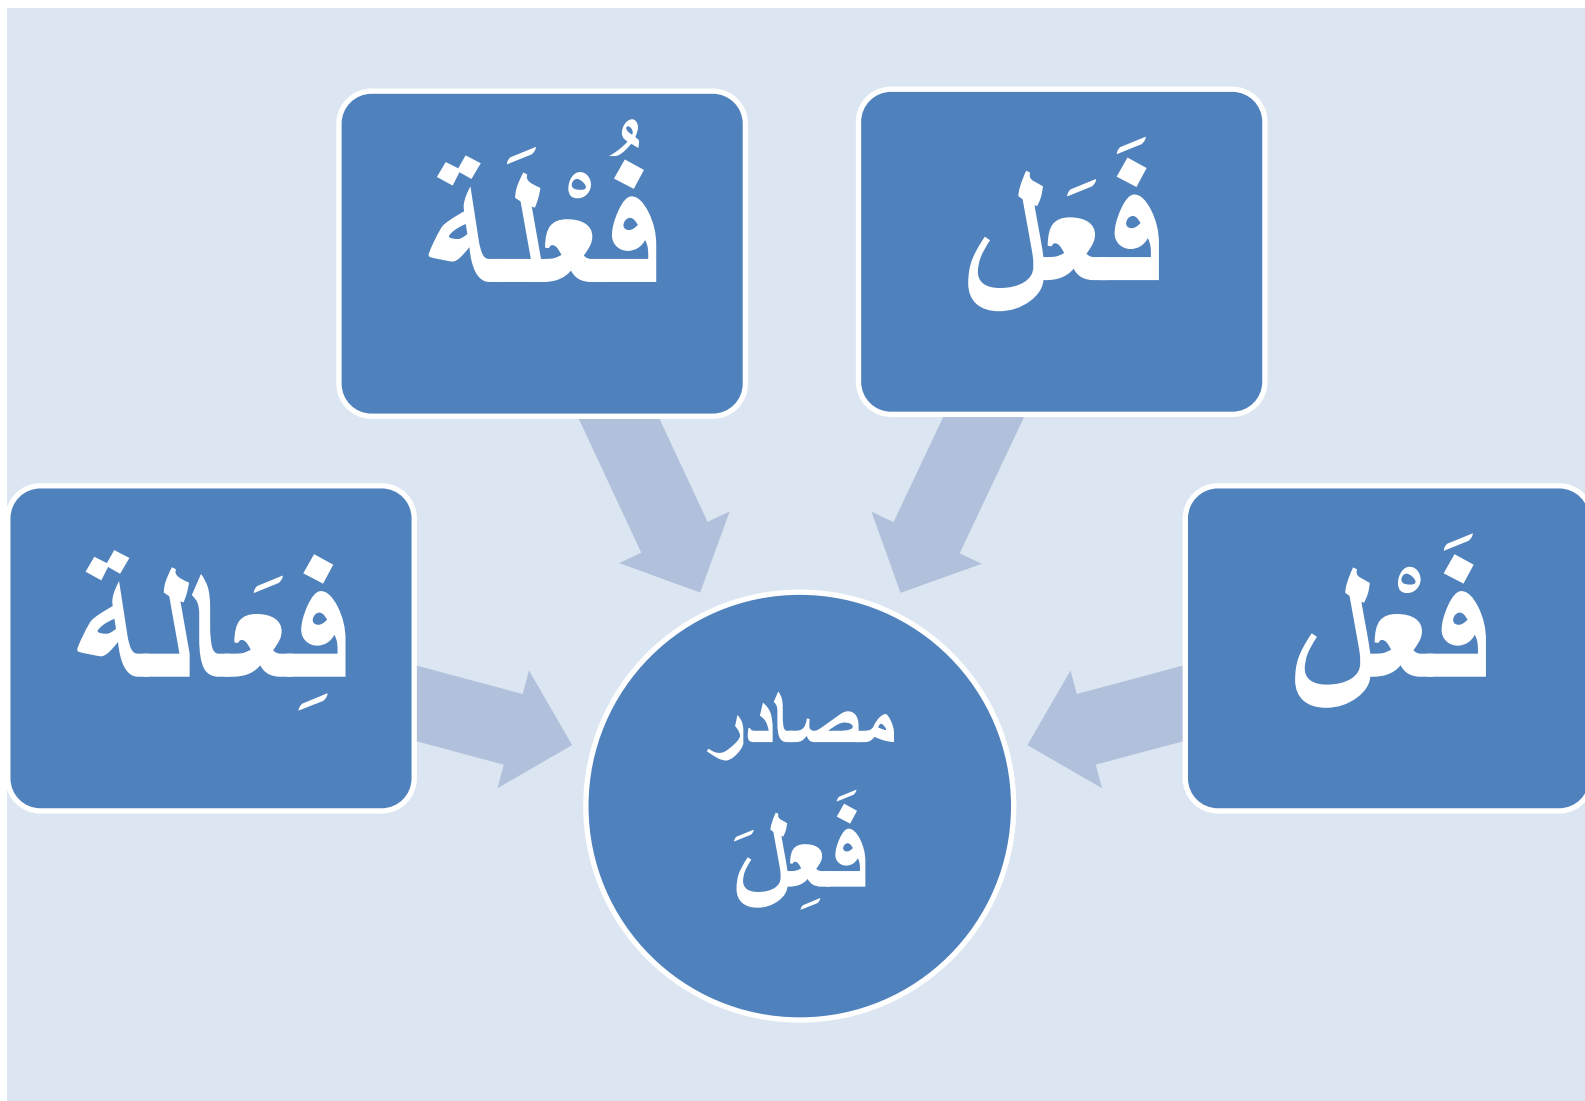 فَعَل
فُعْلَة
فَعْل
فِعَالة
مصادر
فَعِلَ